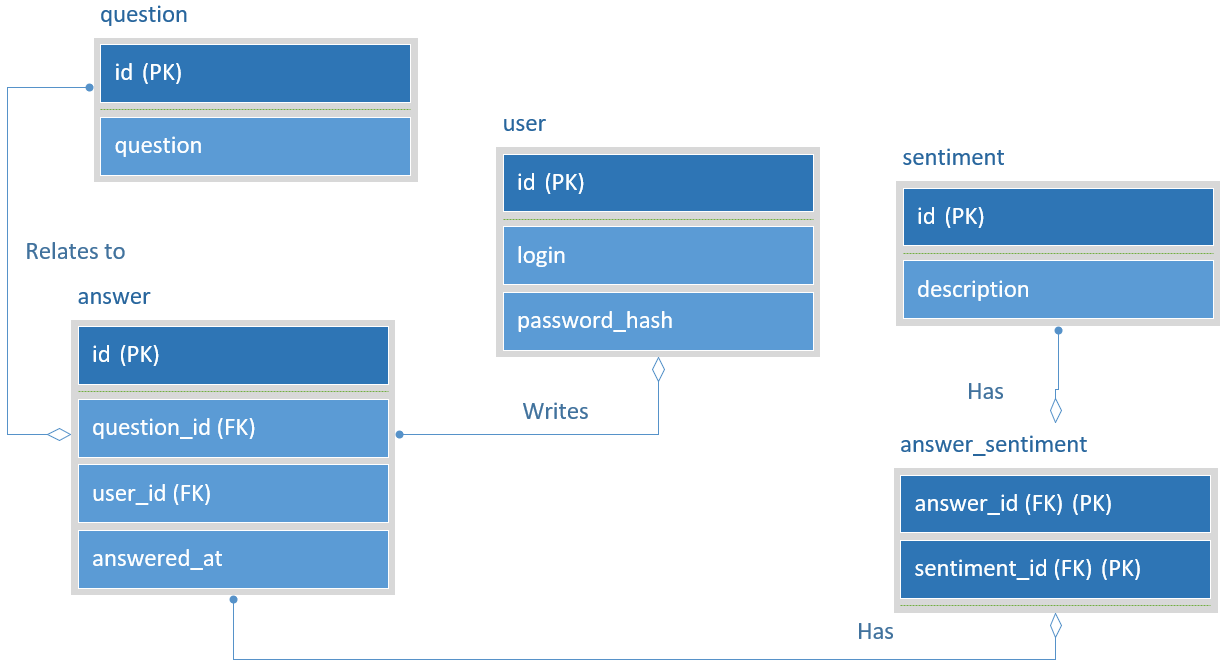 question
id (PK)
question
Relates to
answer
id (PK)
question_id (FK)
user_id (FK)
answered_at
user
id (PK)
login
password_hash
Writes
sentiment
id (PK)
description
Has
answer_sentiment
answer_id (FK) (PK)
sentiment_id (FK) (PK)
Has